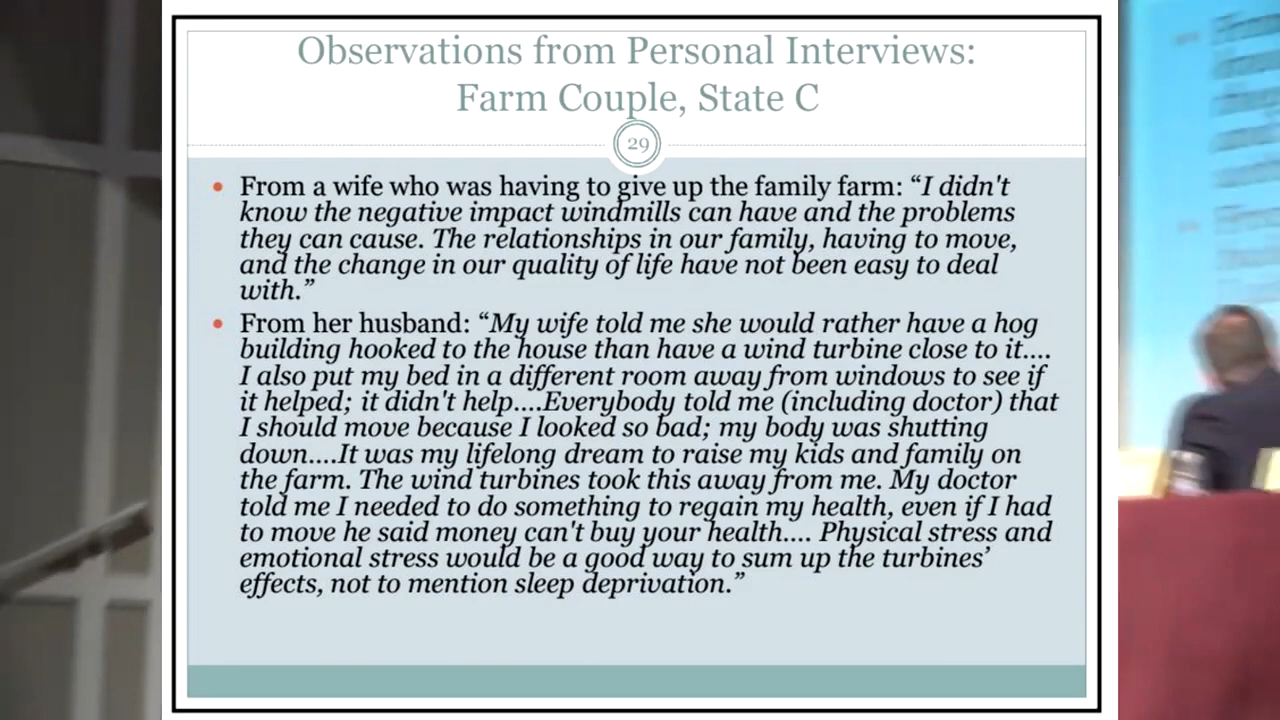 Observations from Personal Interviews:
Farm Couple, State C
29
• From a wife who was having to give up the family farm: “I didn't
know the negative impact windmills can have and the problems
they can cause. The relationships in our family, having to move,
and the change in our quality of life have not been easy to deal
with.”
• From her husband: “My wife told me she would rather have a hog
building hooked to the house than have a wind turbine close to it....
I also put my bed in a different room away from windows to see if
it helped; it didn't help....Everybody told me (including doctor) that
I should move because I looked so bad; my body was shutting
down....It was my lifelong dream to raise my kids and family on
the farm. The wind turbines took this away from me. My doctor
told me I needed to do something to regain my health, even if I had
to move he said money can't buy your health.... Physical stress and
emotional stress would be a good way to sum up the turbines’
effects, not to mention sleep deprivation.”